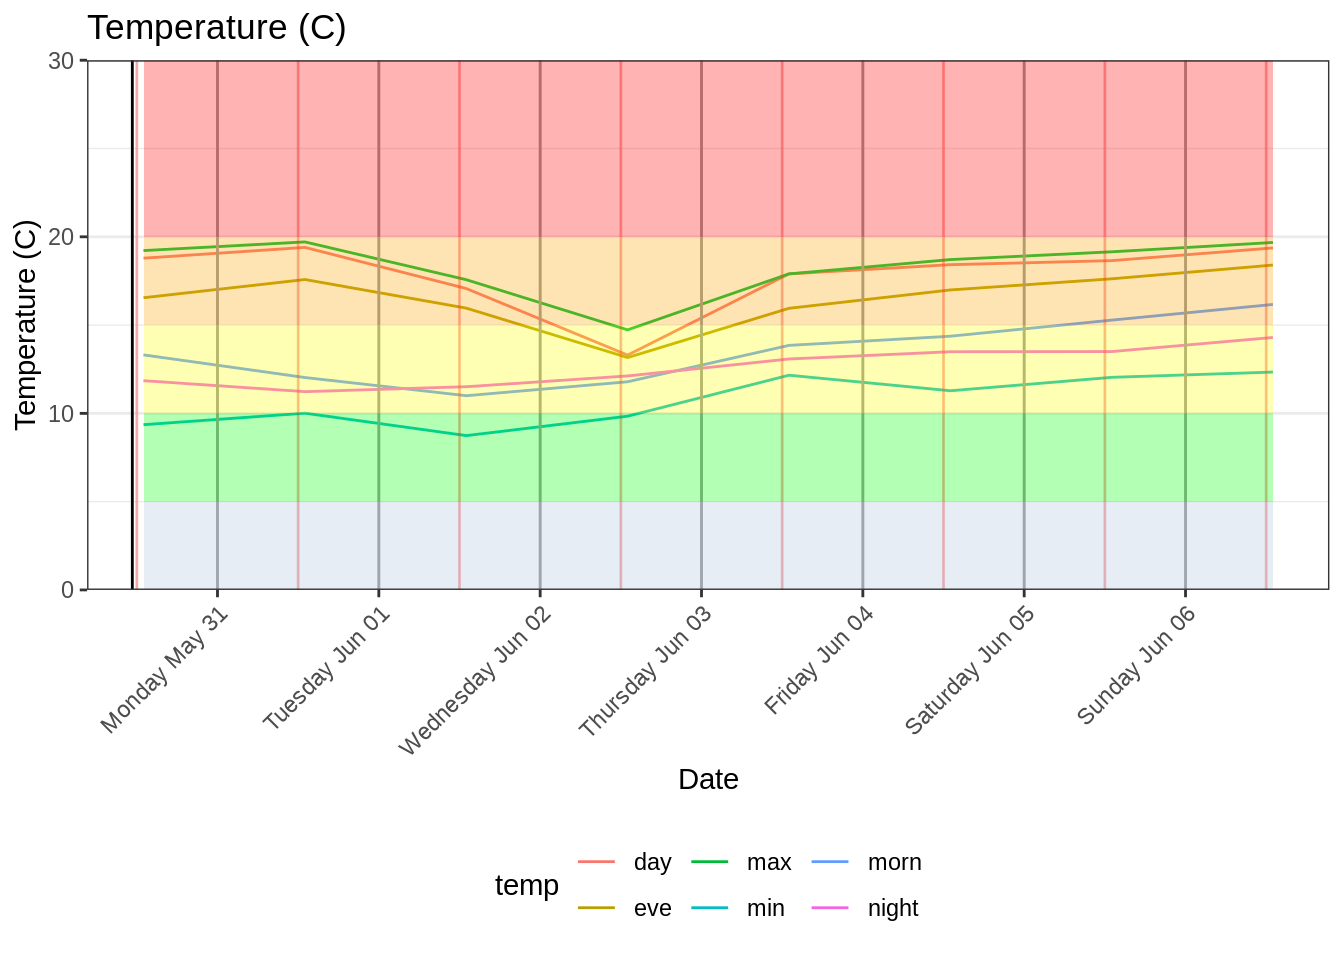 Temperature (C)
Temperature (C)
30
20
10
0
Monday May 31
Tuesday Jun 01
Wednesday Jun 02
Thursday Jun 03
Friday Jun 04
Saturday Jun 05
Sunday Jun 06
Date
temp
day
max
morn
eve
min
night